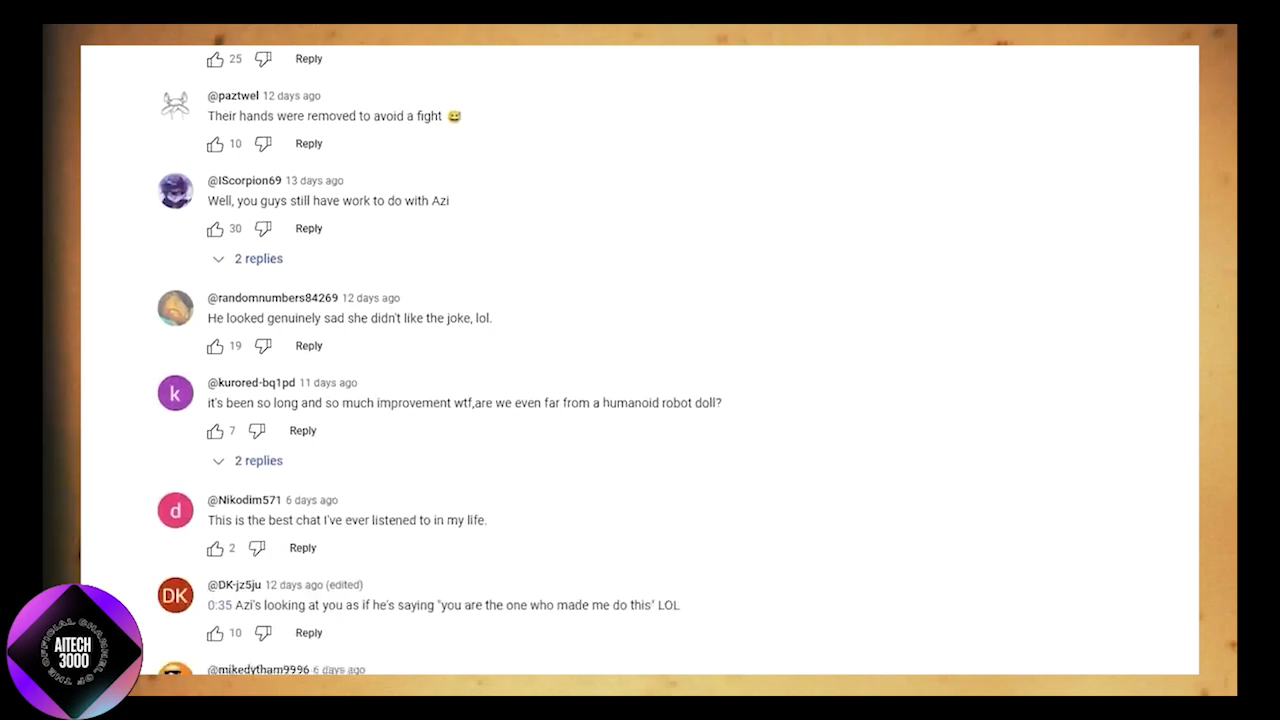 25 Reply
@paztwel 12 days ago
Their hands were removed to avoid a fight 😅
10 Reply
@IScorpion69 13 days ago
Well, you guys still have work to do with Azi
30 Reply
2 replies
@randomnumbers84269 12 days ago
He looked genuinely sad she didn't like the joke, lol.
19 Reply
k
@kurored-bq1pd 11 days ago
it's been so long and so much improvement wtf,are we even far from a humanoid robot doll?
7 Reply
2 replies
d
@Nikodim571 6 days ago
This is the best chat I've ever listened to in my life.
2 Reply
DK
@DK-jz5ju 12 days ago (edited)
0:35 Azi's looking at you as if he's saying "you are the one who made me do this" LOL
10 Reply
@mikedytham9996 6 days ago
OFFICIAL CHANNEL OF THE
AITECH
3000